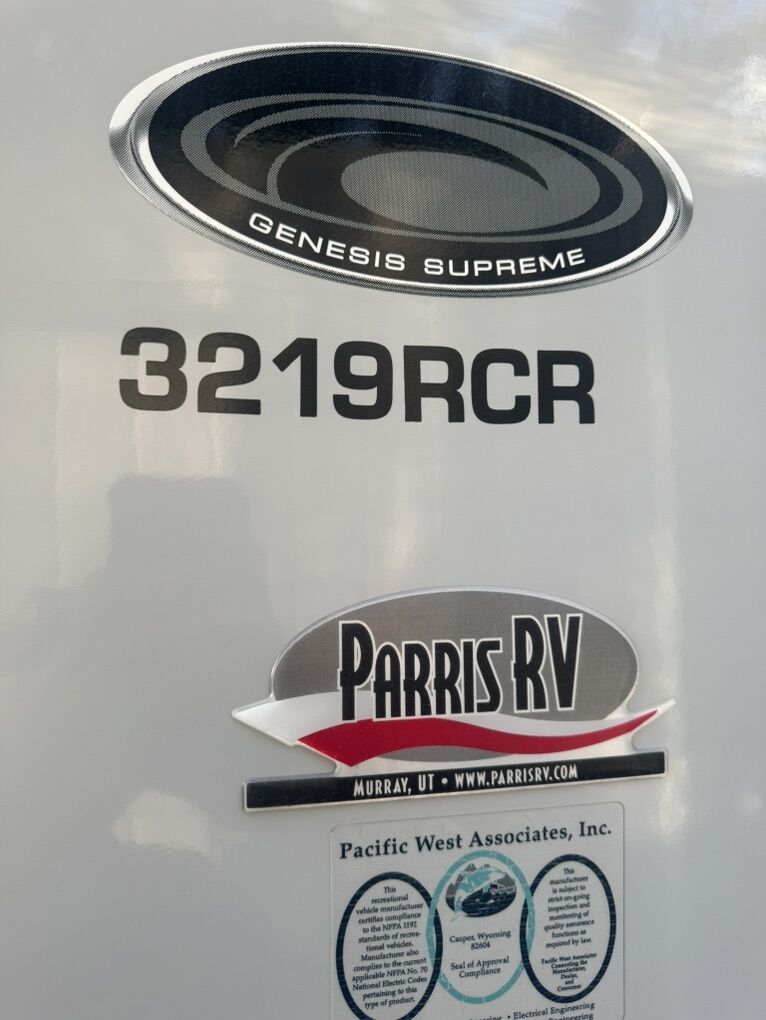 GENESIS SUPREME
3219RCR
PARRIS RV
MURRAY, UT • WWW.PARRISRV.COM
Pacific West Associates, Inc.
This
recreational
vehicle manufacturer
certifies compliance
to the NFPA 1192
standards of recrea-
tional vehicles.
Manufacturer also
complies to the current
applicable NFPA No. 70
National Electric Codes
pertaining to this
type of product.
Casper, Wyoming
82604
Seal of Approval
Compliance
This
manufacturer
is subject to
strict on-going
inspection and
monitoring of
quality assurance
functions as
required by law.
Pacific West Associates
Connecting the
Manufacturer,
Dealer,
and
Consumer
• Electrical Engineering